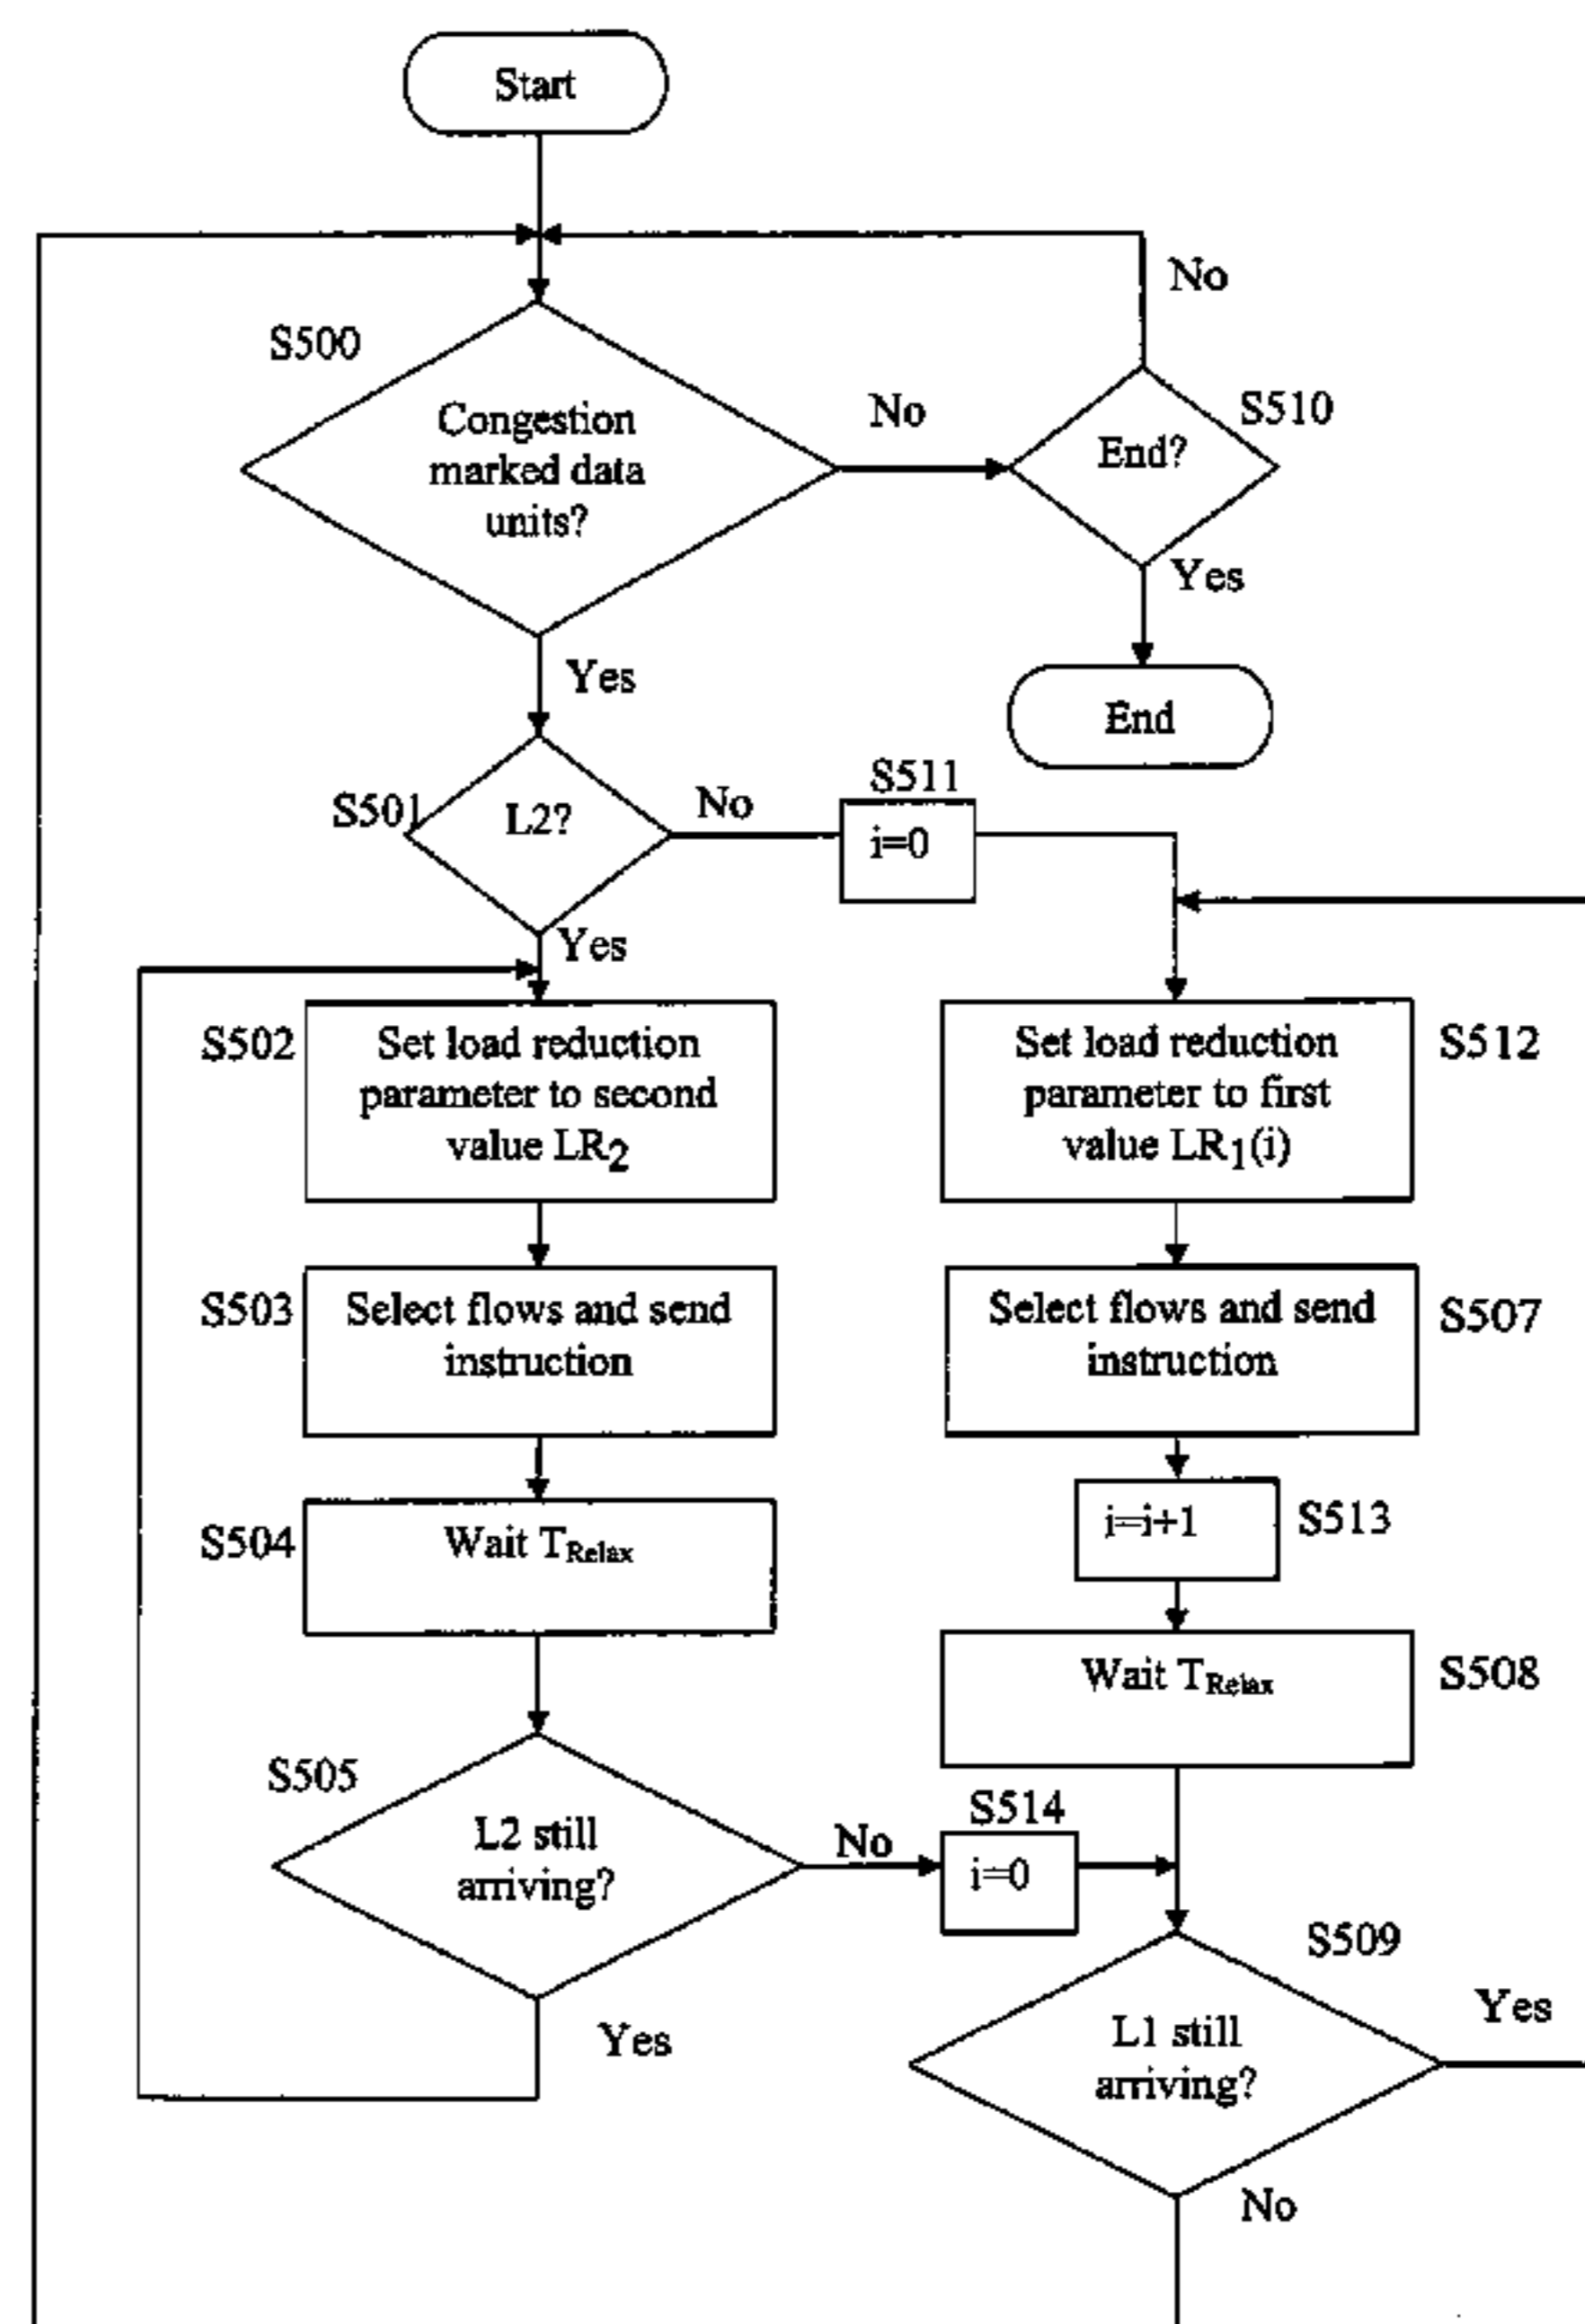 Start
No
S500
Congestion
marked data
units?
No
End?
S510
Yes
Yes
End
S501
L2?
No
S511
i=0
Yes
S502
Set load reduction
parameter to second
value LR2
Set load reduction
parameter to first
value LR1(i)
S512
S503
Select flows and send
instruction
Select flows and send
instruction
S507
i=i+1
S513
S504
Wait TRelax
Wait TRelax
S508
S505
L2 still
arriving?
No
S514
i=0
S509
Yes
L1 still
arriving?
Yes
No